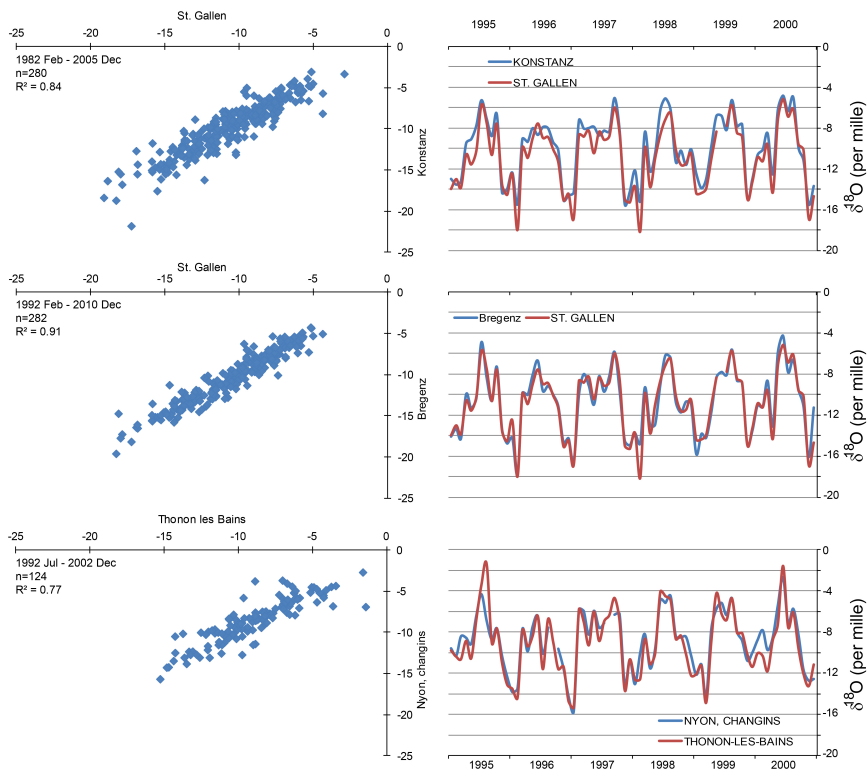 St. Gallen
-25 -20 -15 -10 -5 0
0
-5
-10
-15
-20
-25
1982 Feb - 2005 Dec
n=280
R² = 0.84
Konstanz
1995 1996 1997 1998 1999 2000
KONSTANZ
ST. GALLEN
0
-4
-8
-12
-16
-20
δ¹⁸O (per mille)
St. Gallen
-25 -20 -15 -10 -5 0
0
-5
-10
-15
-20
-25
1992 Feb - 2010 Dec
n=282
R² = 0.91
Bregenz
Bregenz ST. GALLEN
0
-4
-8
-12
-16
-20
δ¹⁸O (per mille)
Thonon les Bains
-25 -20 -15 -10 -5 0
0
-5
-10
-15
-20
-25
1992 Jul - 2002 Dec
n=124
R² = 0.77
Nyon, changins
0
-4
-8
-12
-16
-20
δ¹⁸O (per mille)
NYON, CHANGINS
THONON-LES-BAINS
1995 1996 1997 1998 1999 2000